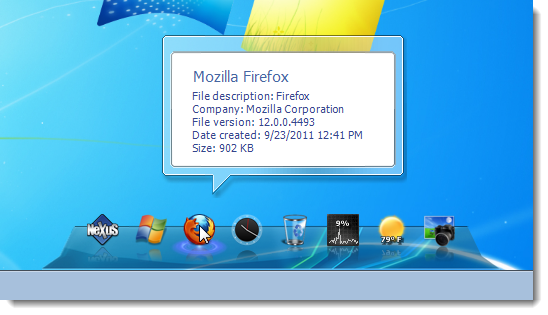 Mozilla Firefox
File description: Firefox
Company: Mozilla Corporation
File version: 12.0.0.4493
Date created: 9/23/2011 12:41 PM
Size: 902 KB
NeXuS
9%
79° F